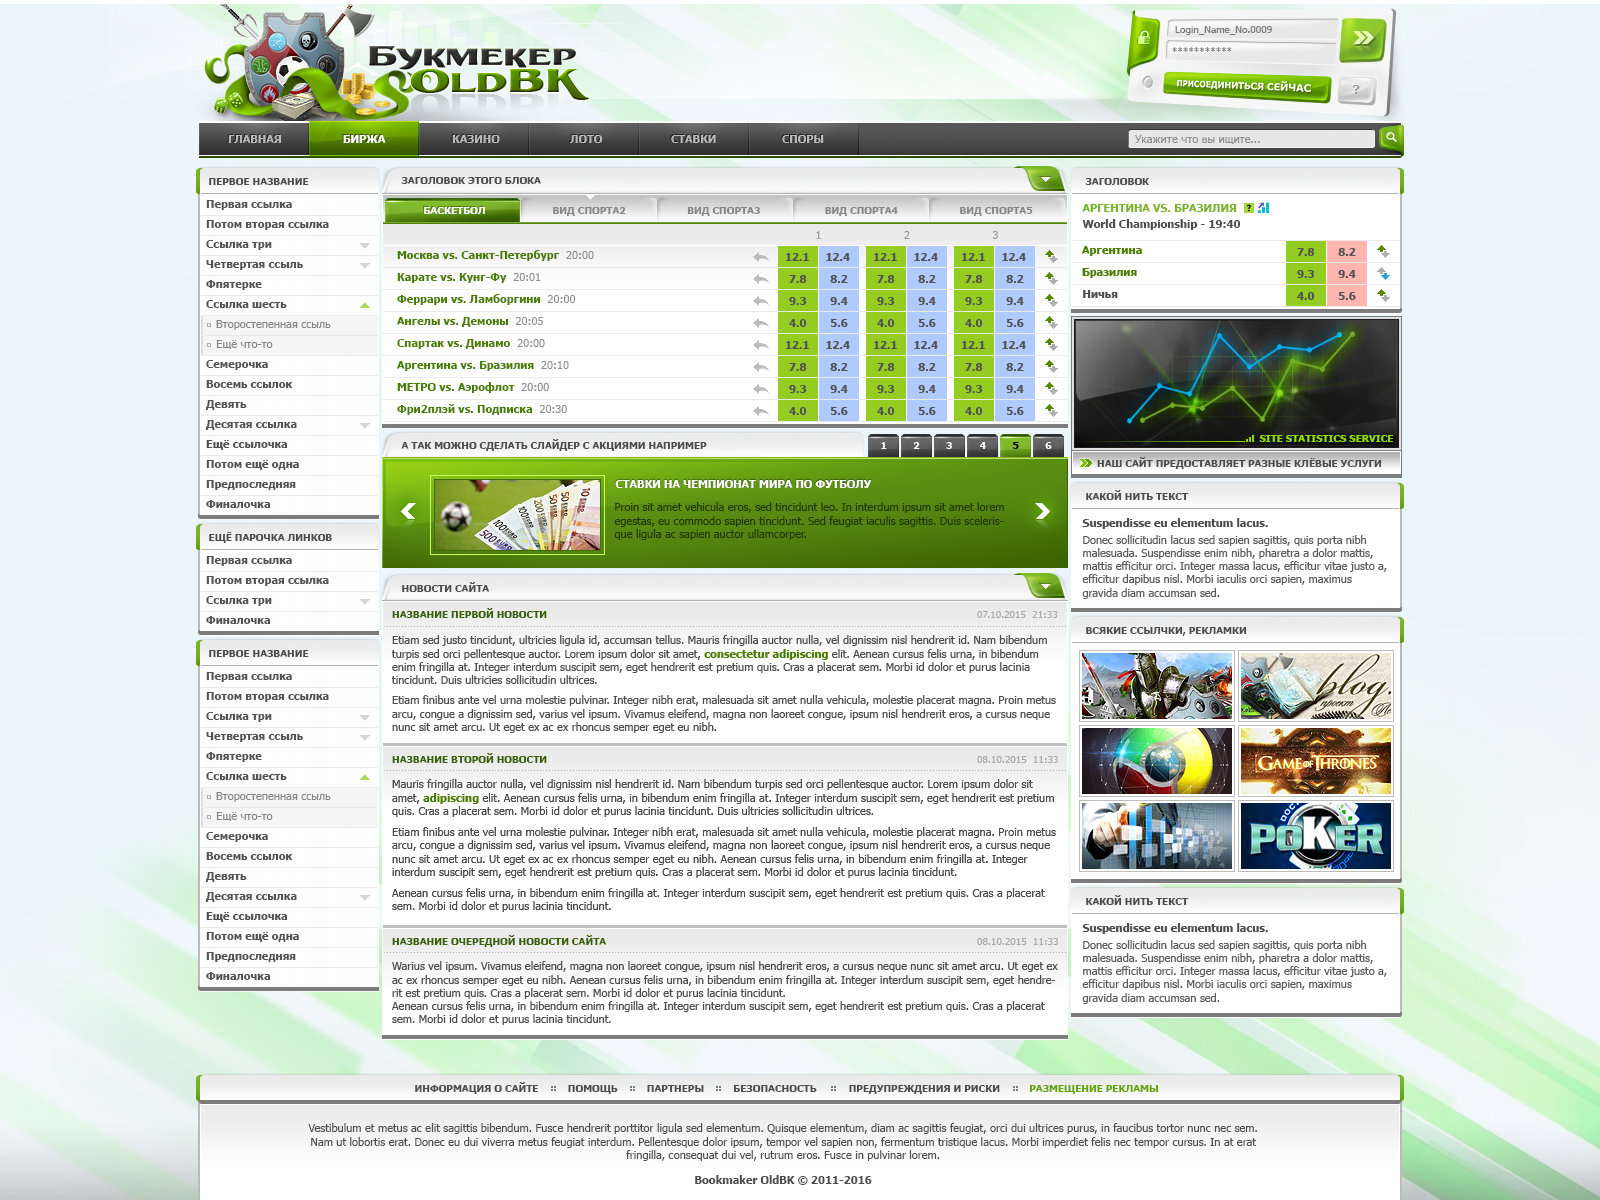 БУКМЕКЕР
OLDBK
Login_Name_No.0009
***********
ПРИСОЕДИНИТЬСЯ СЕЙЧАС
?
ГЛАВНАЯ
БИРЖА
КАЗИНО
ЛОТО
СТАВКИ
СПОРЫ
Укажите что вы ищите...
ПЕРВОЕ НАЗВАНИЕ
Первая ссылка
Потом вторая ссылка
Ссылка три
Четвертая ссыль
Фпятерке
Ссылка шесть
Второстепенная ссыль
Ещё что-то
Семерочка
Восемь ссылок
Девять
Десятая ссылка
Ещё ссылочка
Потом ещё одна
Предпоследняя
Финалочка
ЕЩЁ ПАРОЧКА ЛИНКОВ
Первая ссылка
Потом вторая ссылка
Ссылка три
Финалочка
ПЕРВОЕ НАЗВАНИЕ
Первая ссылка
Потом вторая ссылка
Ссылка три
Четвертая ссыль
Фпятерке
Ссылка шесть
Второстепенная ссыль
Ещё что-то
Семерочка
Восемь ссылок
Девять
Десятая ссылка
Ещё ссылочка
Потом ещё одна
Предпоследняя
Финалочка
ЗАГОЛОВОК ЭТОГО БЛОКА
БАСКЕТБОЛ ВИД СПОРТА2 ВИД СПОРТА3 ВИД СПОРТА4 ВИД СПОРТА5
1 2 3
Москва vs. Санкт-Петербург 20:00 12.1 12.4 12.1 12.4 12.1 12.4
Карате vs. Кунг-Фу 20:01 7.8 8.2 7.8 8.2 7.8 8.2
Феррари vs. Ламборгини 20:00 9.3 9.4 9.3 9.4 9.3 9.4
Ангелы vs. Демоны 20:05 4.0 5.6 4.0 5.6 4.0 5.6
Спартак vs. Динамо 20:00 12.1 12.4 12.1 12.4 12.1 12.4
Аргентина vs. Бразилия 20:10 7.8 8.2 7.8 8.2 7.8 8.2
МЕТРО vs. Аэрофлот 20:00 9.3 9.4 9.3 9.4 9.3 9.4
Фри2плэй vs. Подписка 20:30 4.0 5.6 4.0 5.6 4.0 5.6
А ТАК МОЖНО СДЕЛАТЬ СЛАЙДЕР С АКЦИЯМИ НАПРИМЕР 1 2 3 4 5 6
СТАВКИ НА ЧЕМПИОНАТ МИРА ПО ФУТБОЛУ
Proin sit amet vehicula eros, sed tincidunt leo. In interdum ipsum sit amet lorem
egestas, eu commodo sapien tincidunt. Sed feugiat iaculis sagittis. Duis sceleris-
que ligula ac sapien auctor ullamcorper.
НОВОСТИ САЙТА
НАЗВАНИЕ ПЕРВОЙ НОВОСТИ 07.10.2015 21:33
Etiam sed justo tincidunt, ultricies ligula id, accumsan tellus. Mauris fringilla auctor nulla, vel dignissim nisl hendrerit id. Nam bibendum
turpis sed orci pellentesque auctor. Lorem ipsum dolor sit amet, consectetur adipiscing elit. Aenean cursus felis urna, in bibendum
enim fringilla at. Integer interdum suscipit sem, eget hendrerit est pretium quis. Cras a placerat sem. Morbi id dolor et purus lacinia
tincidunt. Duis ultricies sollicitudin ultrices.
Etiam finibus ante vel urna molestie pulvinar. Integer nibh erat, malesuada sit amet nulla vehicula, molestie placerat magna. Proin metus
arcu, congue a dignissim sed, varius vel ipsum. Vivamus eleifend, magna non laoreet congue, ipsum nisl hendrerit eros, a cursus neque
nunc sit amet arcu. Ut eget ex ac ex rhoncus semper eget eu nibh.
НАЗВАНИЕ ВТОРОЙ НОВОСТИ 08.10.2015 11:33
Mauris fringilla auctor nulla, vel dignissim nisl hendrerit id. Nam bibendum turpis sed orci pellentesque auctor. Lorem ipsum dolor sit
amet, adipiscing elit. Aenean cursus felis urna, in bibendum enim fringilla at. Integer interdum suscipit sem, eget hendrerit est pretium
quis. Cras a placerat sem. Morbi id dolor et purus lacinia tincidunt. Duis ultricies sollicitudin ultrices.
Etiam finibus ante vel urna molestie pulvinar. Integer nibh erat, malesuada sit amet nulla vehicula, molestie placerat magna. Proin metus
arcu, congue a dignissim sed, varius vel ipsum. Vivamus eleifend, magna non laoreet congue, ipsum nisl hendrerit eros, a cursus neque
nunc sit amet arcu. Ut eget ex ac ex rhoncus semper eget eu nibh. Aenean cursus felis urna, in bibendum enim fringilla at. Integer
interdum suscipit sem, eget hendrerit est pretium quis. Cras a placerat sem. Morbi id dolor et purus lacinia tincidunt.
Aenean cursus felis urna, in bibendum enim fringilla at. Integer interdum suscipit sem, eget hendrerit est pretium quis. Cras a placerat
sem. Morbi id dolor et purus lacinia tincidunt.
НАЗВАНИЕ ОЧЕРЕДНОЙ НОВОСТИ САЙТА 08.10.2015 11:33
Warius vel ipsum. Vivamus eleifend, magna non laoreet congue, ipsum nisl hendrerit eros, a cursus neque nunc sit amet arcu. Ut eget ex
ac ex rhoncus semper eget eu nibh. Aenean cursus felis urna, in bibendum enim fringilla at. Integer interdum suscipit sem, eget hendre-
rit est pretium quis. Cras a placerat sem. Morbi id dolor et purus lacinia tincidunt.
Aenean cursus felis urna, in bibendum enim fringilla at. Integer interdum suscipit sem, eget hendrerit est pretium quis. Cras a placerat
sem. Morbi id dolor et purus lacinia tincidunt.
ЗАГОЛОВОК
АРГЕНТИНА VS. БРАЗИЛИЯ ?
World Championship - 19:40
Аргентина 7.8 8.2
Бразилия 9.3 9.4
Ничья 4.0 5.6
SITE STATISTICS SERVICE
НАШ САЙТ ПРЕДОСТАВЛЯЕТ РАЗНЫЕ КЛЁВЫЕ УСЛУГИ
КАКОЙ НИТЬ ТЕКСТ
Suspendisse eu elementum lacus.
Donec sollicitudin lacus sed sapien sagittis, quis porta nibh
malesuada. Suspendisse enim nibh, pharetra a dolor mattis,
mattis efficitur orci. Integer massa lacus, efficitur vitae justo a,
efficitur dapibus nisl. Morbi iaculis orci sapien, maximus
gravida diam accumsan sed.
ВСЯКИЕ ССЫЛЧКИ, РЕКЛАМКИ
blog.
проект
GAME OF THRONES
POKER
КАКОЙ НИТЬ ТЕКСТ
Suspendisse eu elementum lacus.
Donec sollicitudin lacus sed sapien sagittis, quis porta nibh
malesuada. Suspendisse enim nibh, pharetra a dolor mattis,
mattis efficitur orci. Integer massa lacus, efficitur vitae justo a,
efficitur dapibus nisl. Morbi iaculis orci sapien, maximus
gravida diam accumsan sed.
ИНФОРМАЦИЯ О САЙТЕ :: ПОМОЩЬ :: ПАРТНЕРЫ :: БЕЗОПАСНОСТЬ :: ПРЕДУПРЕЖДЕНИЯ И РИСКИ :: РАЗМЕЩЕНИЕ РЕКЛАМЫ
Vestibulum et metus ac elit sagittis bibendum. Fusce hendrerit porttitor ligula sed elementum. Quisque elementum, diam ac sagittis feugiat, orci dui ultrices purus, in faucibus tortor nunc nec sem.
Nam ut lobortis erat. Donec eu dui viverra metus feugiat interdum. Pellentesque dolor ipsum, tempor vel sapien non, fermentum tristique lacus. Morbi imperdiet felis nec tempor cursus. In at erat
fringilla, consequat dui vel, rutrum eros. Fusce in pulvinar lorem.
Bookmaker OldBK © 2011-2016